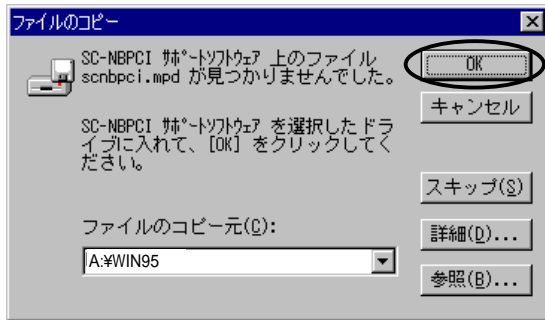 ファイルのコピー
SC-NBPCI ｻﾎﾟｰﾄｿﾌﾄｳｪｱ 上のファイル
scnbpci.mpd が見つかりませんでした。
SC-NBPCI ｻﾎﾟｰﾄｿﾌﾄｳｪｱ を選択したドラ
イブに入れて、[OK] をクリックしてく
ださい。
ファイルのコピー元(C):
A:¥WIN95
OK
キャンセル
スキップ(S)
詳細(D)...
参照(B)...